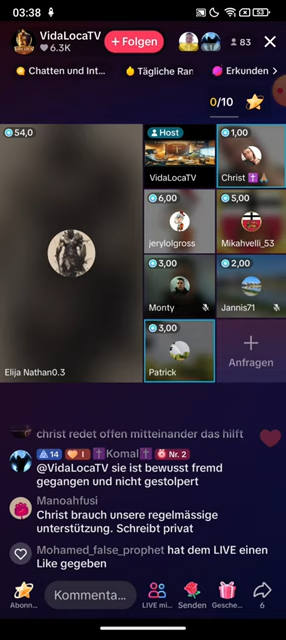 03:38
53
VidaLocaTV
6.3K
+ Folgen
83
Chatten und Int...
Tägliche Ran
Erkunden
0/10
54,0
Host
VidaLocaTV
1,00
Christ
6,00
jerylolgross
5,00
Mikahvelli_53
3,00
Monty
2,00
Jannis71
3,00
Patrick
+
Anfragen
Elija Nathan0.3
christ redet offen mitteinander das hilft
14 I ✝️Komal✝️ Nr. 2
@VidaLocaTV sie ist bewusst fremd
gegangen und nicht gestolpert
Manoahfusi
Christ brauch unsere regelmässige
unterstützung. Schreibt privat
Mohamed_false_prophet hat dem LIVE einen
Like gegeben
Abonn...
Kommenta...
LIVE mi...
Senden
Gesche...
6